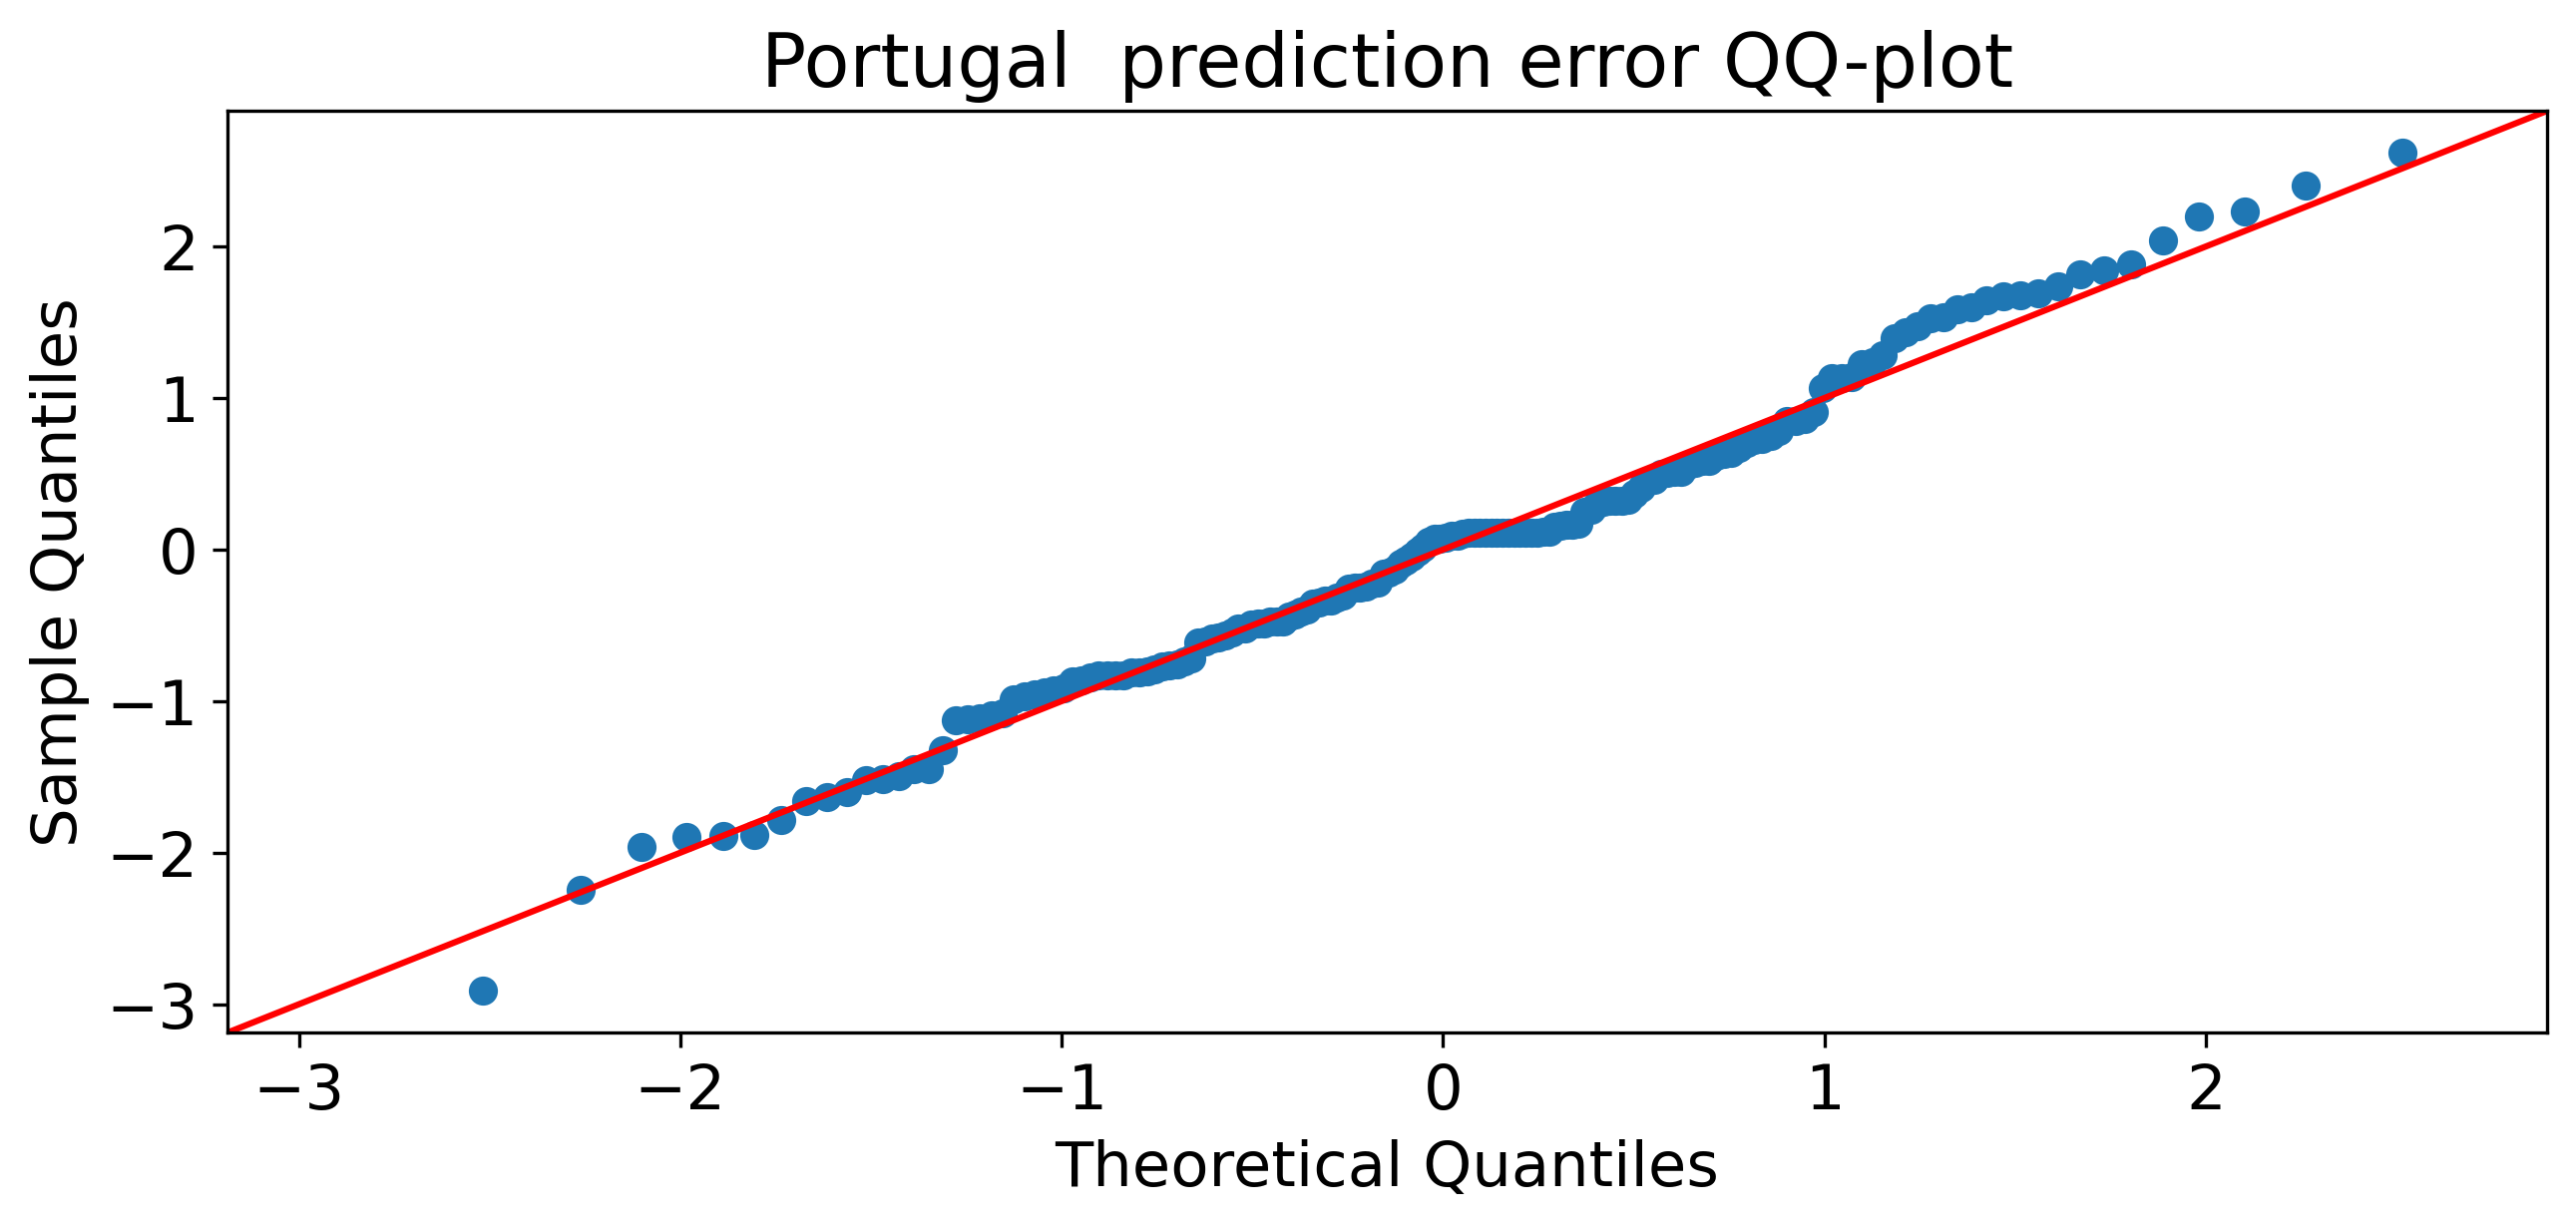 Portugal  prediction error QQ-plot
Sample Quantiles
2
1
0
−1
−2
−3
−3 −2 −1 0 1 2
Theoretical Quantiles